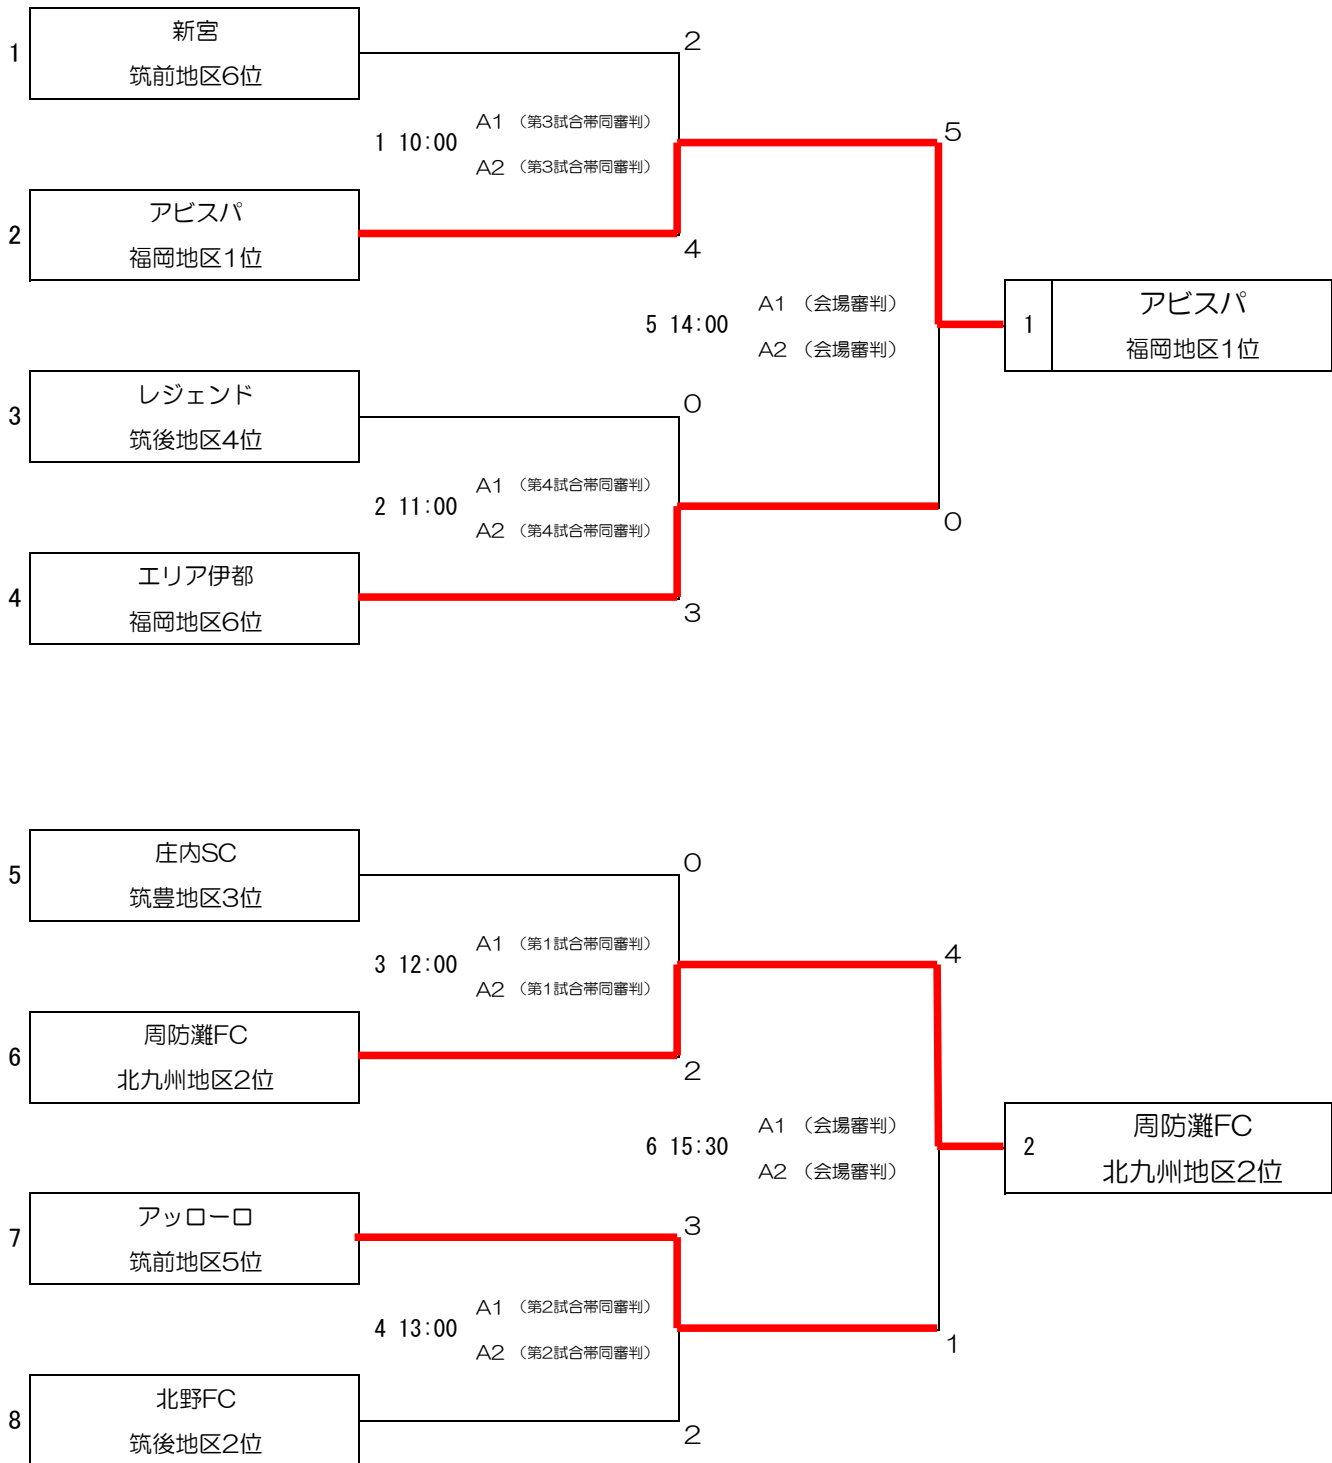 1
新宮
筑前地区6位
2
1 10:00
A1 （第3試合帯同審判）
A2 （第3試合帯同審判）
5
2
アビスパ
福岡地区1位
4
5 14:00
A1 （会場審判）
A2 （会場審判）
1
アビスパ
福岡地区1位
3
レジェンド
筑後地区4位
0
2 11:00
A1 （第4試合帯同審判）
A2 （第4試合帯同審判）
0
4
エリア伊都
福岡地区6位
3
5
庄内SC
筑豊地区3位
0
3 12:00
A1 （第1試合帯同審判）
A2 （第1試合帯同審判）
4
6
周防灘FC
北九州地区2位
2
6 15:30
A1 （会場審判）
A2 （会場審判）
2
周防灘FC
北九州地区2位
7
アッローロ
筑前地区5位
3
4 13:00
A1 （第2試合帯同審判）
A2 （第2試合帯同審判）
1
8
北野FC
筑後地区2位
2